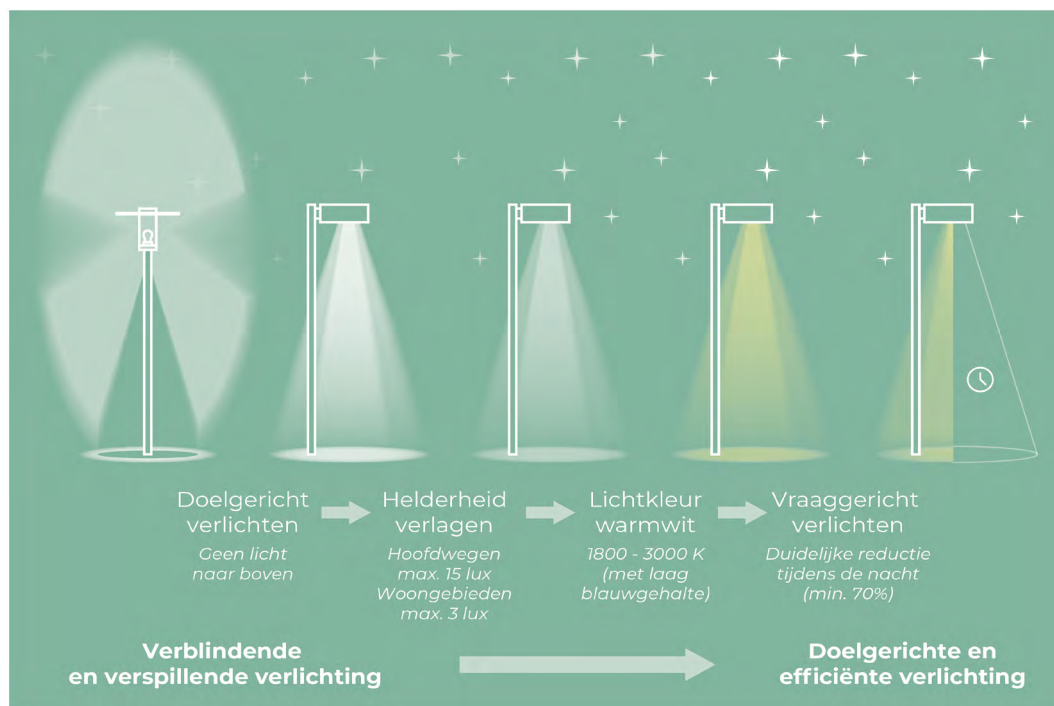 Doelgericht
verlichten
Geen licht
naar boven
Helderheid
verlagen
Hoofdwegen
max. 15 lux
Woongebieden
max. 3 lux
Lichtkleur
warmwit
1800 - 3000 K
(met laag
blauwgehalte)
Vraaggericht
verlichten
Duidelijke reductie
tijdens de nacht
(min. 70%)
Verblindende
en verspillende verlichting
Doelgerichte en
efficiënte verlichting